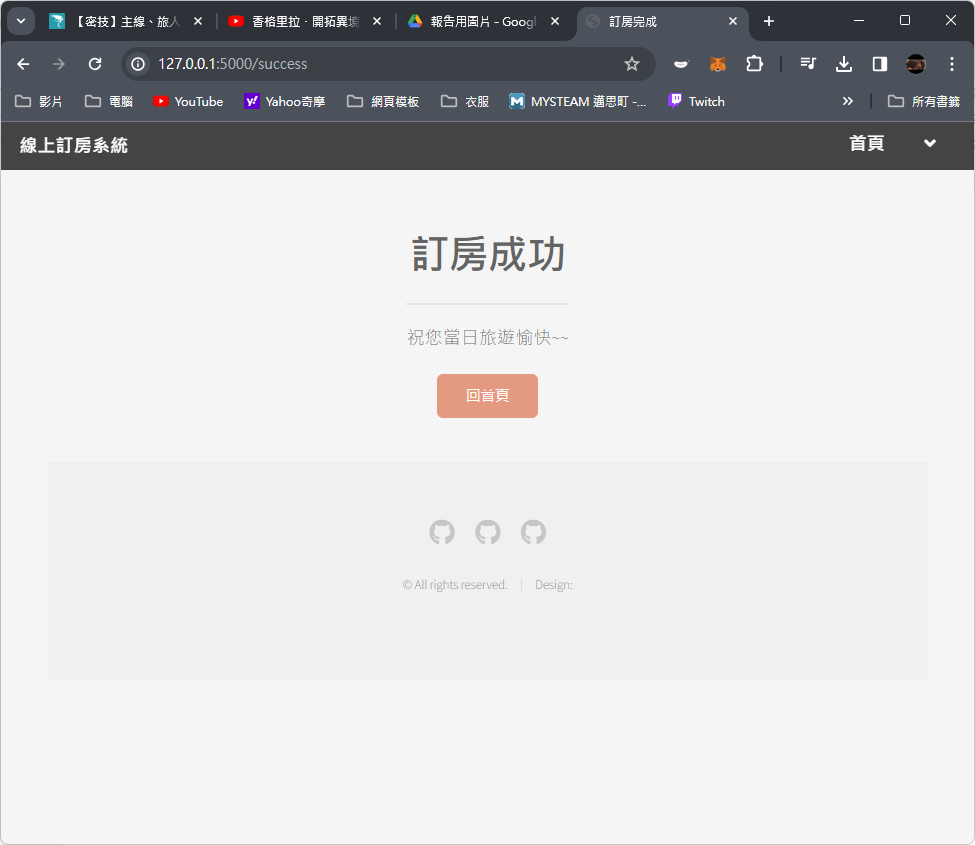 【密技】主線、旅人
香格里拉．開拓異境
報告用圖片 - Googl
訂房完成
127.0.0.1:5000/success
影片
電腦
YouTube
Yahoo奇摩
網頁模板
衣服
MYSTEAM 邁思町 -...
Twitch
所有書籤
線上訂房系統
首頁
訂房成功
祝您當日旅遊愉快~~
回首頁
© All rights reserved.
Design: